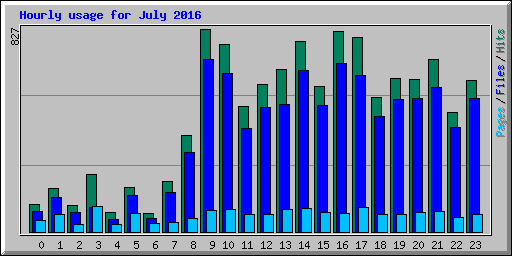 Hourly usage for July 2016
827
Pages/Files/Hits
0 1 2 3 4 5 6 7 8 9 10 11 12 13 14 15 16 17 18 19 20 21 22 23